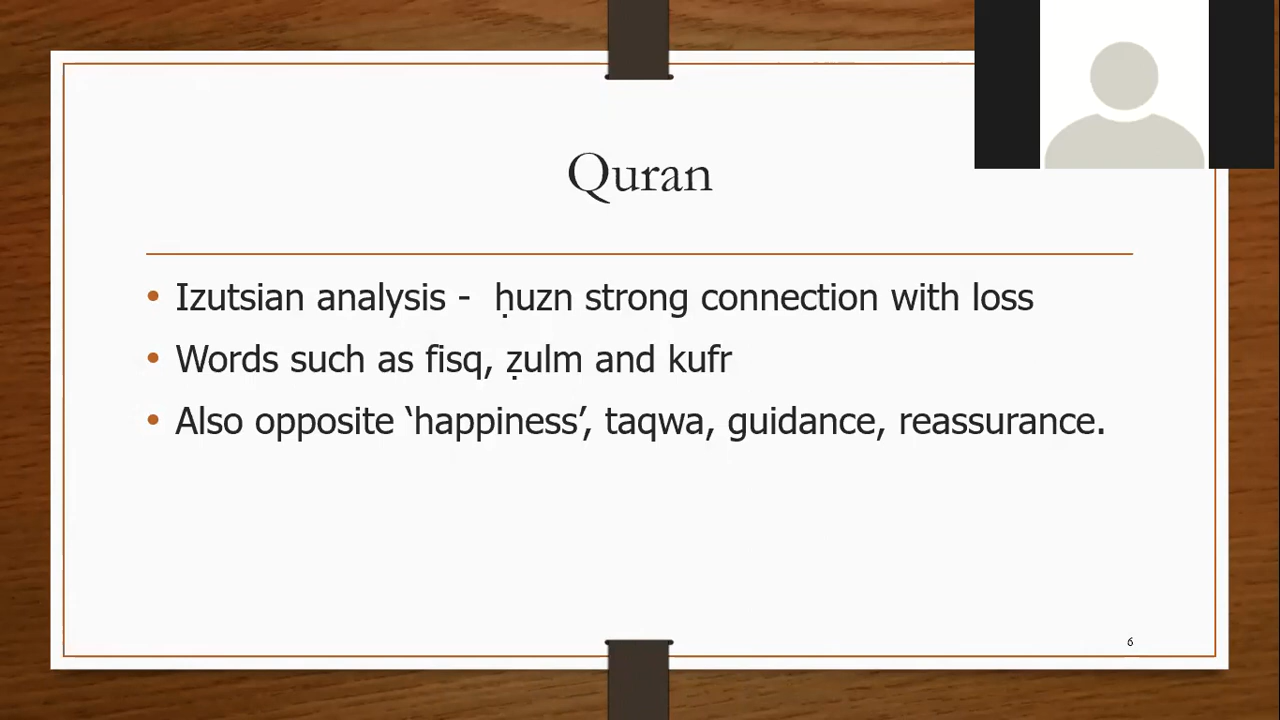 Quran
• Izutsian analysis -  ḥuzn strong connection with loss
• Words such as fisq, ẓulm and kufr
• Also opposite ‘happiness’, taqwa, guidance, reassurance.
6